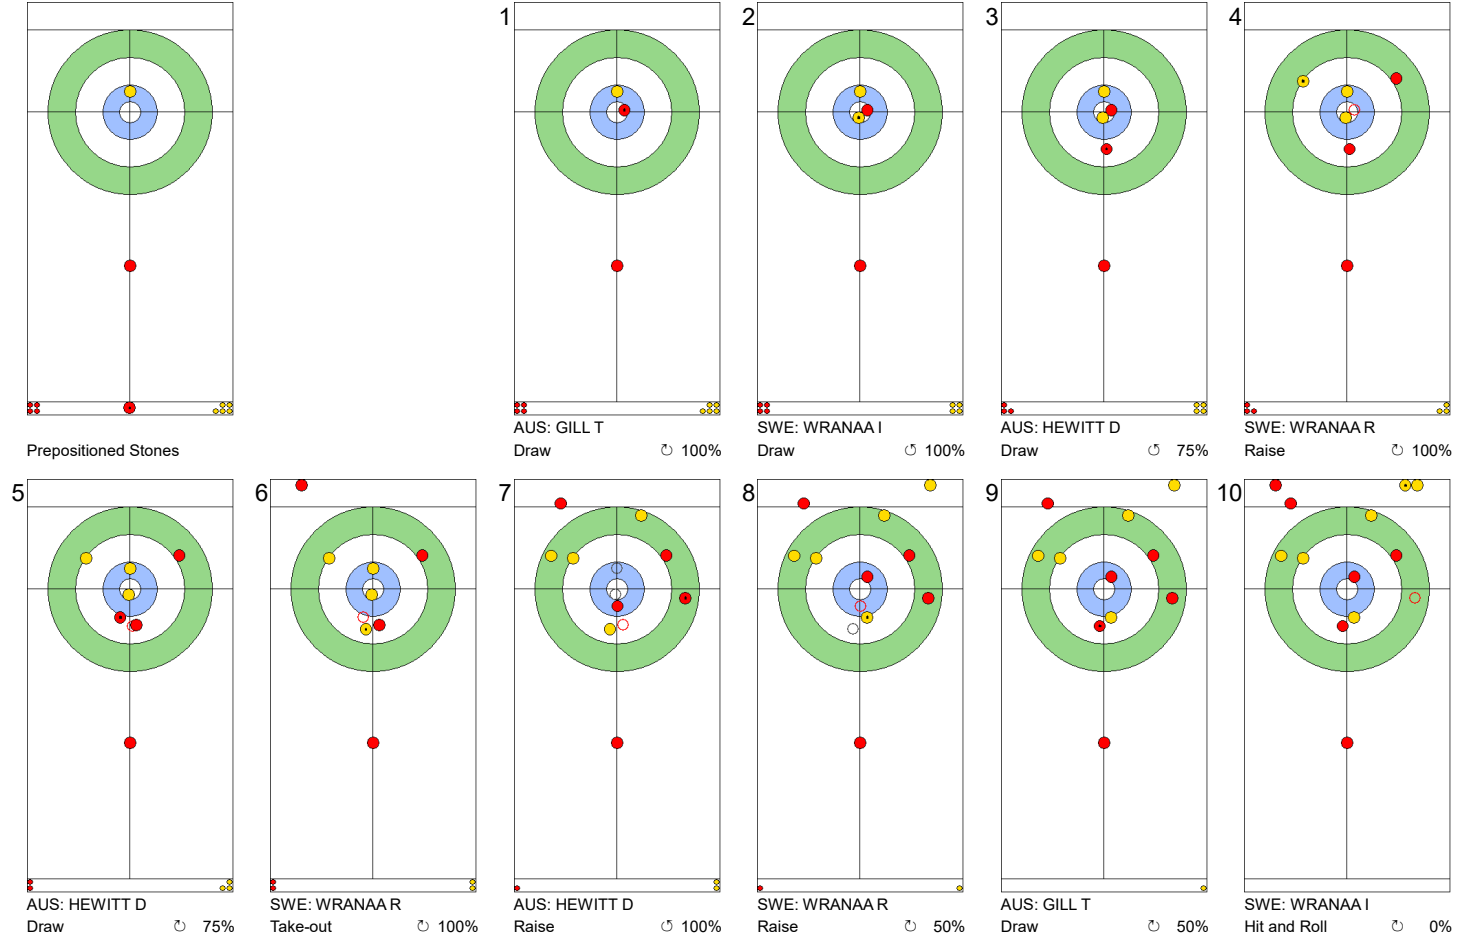 1 2 3 4
Prepositioned Stones
AUS: GILL T
Draw ↻ 100%
SWE: WRANAA I
Draw ↺ 100%
AUS: HEWITT D
Draw ↺ 75%
SWE: WRANAA R
Raise ↻ 100%
5 6 7 8 9 10
AUS: HEWITT D
Draw ↻ 75%
SWE: WRANAA R
Take-out ↻ 100%
AUS: HEWITT D
Raise ↺ 100%
SWE: WRANAA R
Raise ↻ 50%
AUS: GILL T
Draw ↻ 50%
SWE: WRANAA I
Hit and Roll ↻ 0%